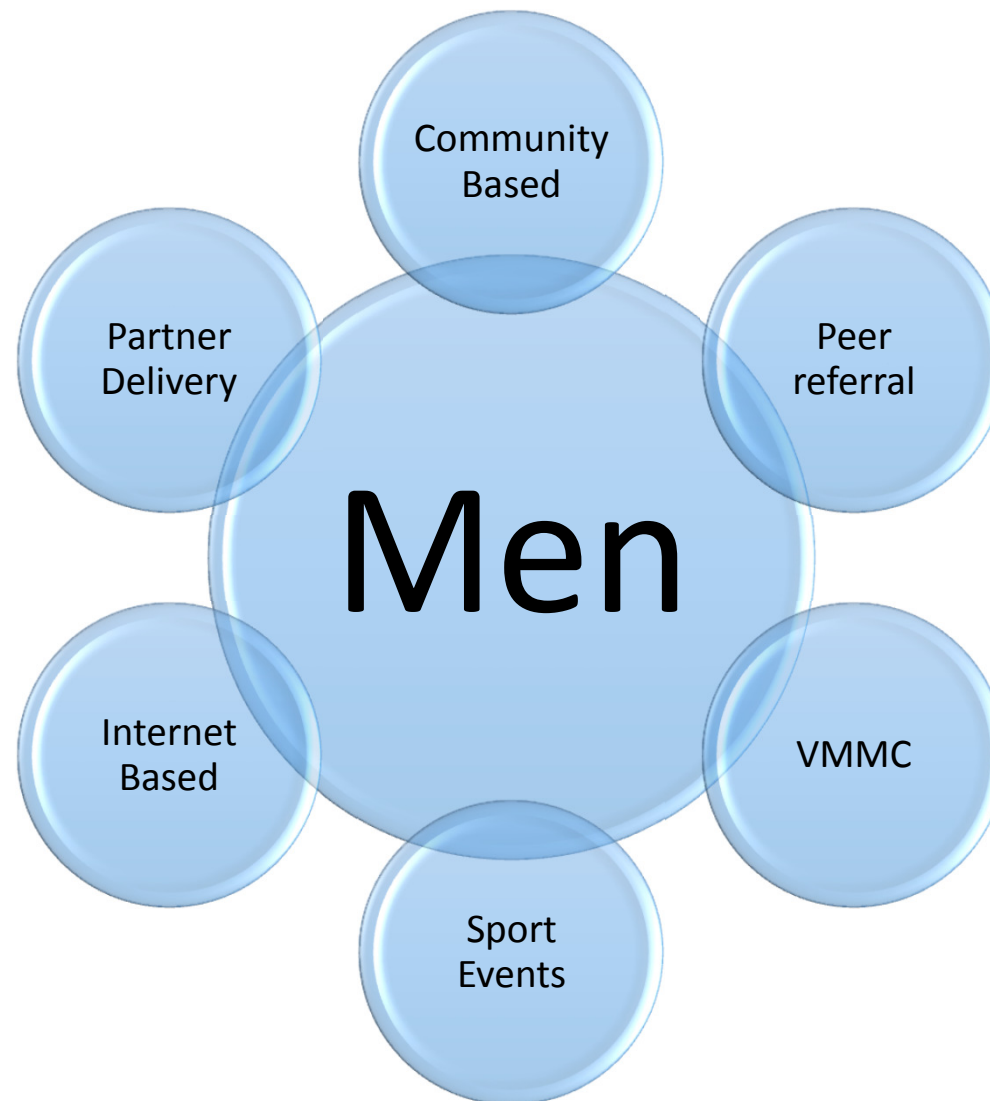 Community
Based
Partner
Delivery
Peer
referral
Men
Internet
Based
VMMC
Sport
Events